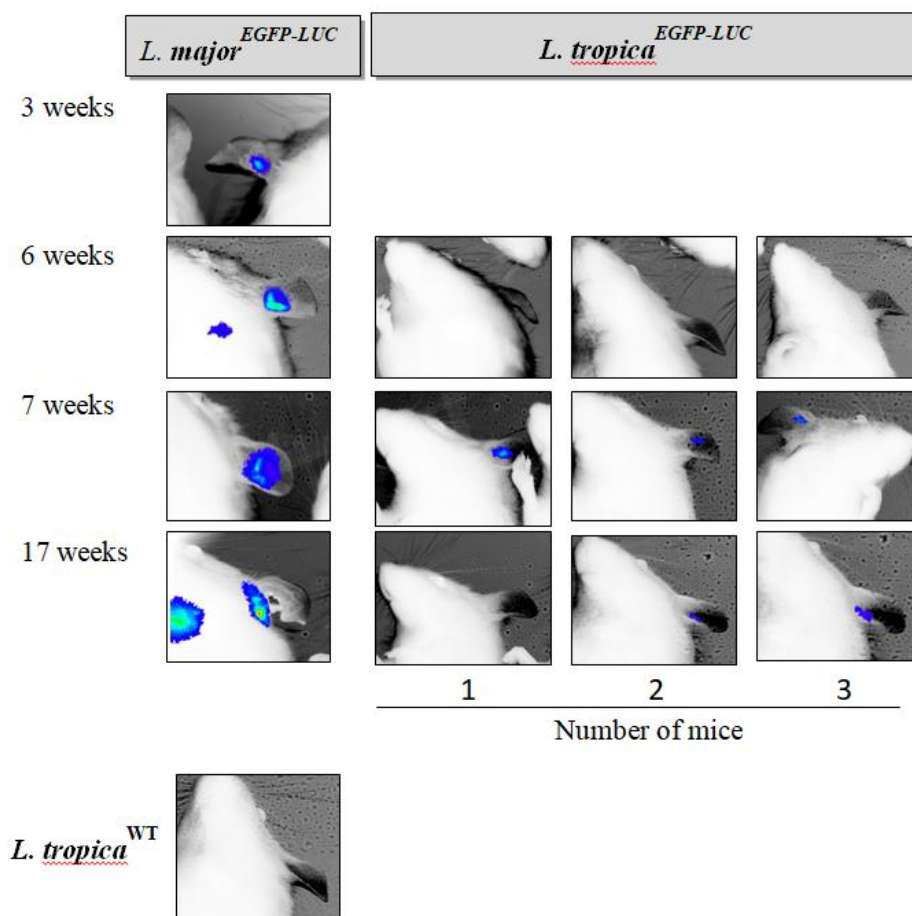 L. major EGFP-LUC L. tropica EGFP-LUC
3 weeks
6 weeks
7 weeks
17 weeks
1 2 3
Number of mice
L. tropica WT